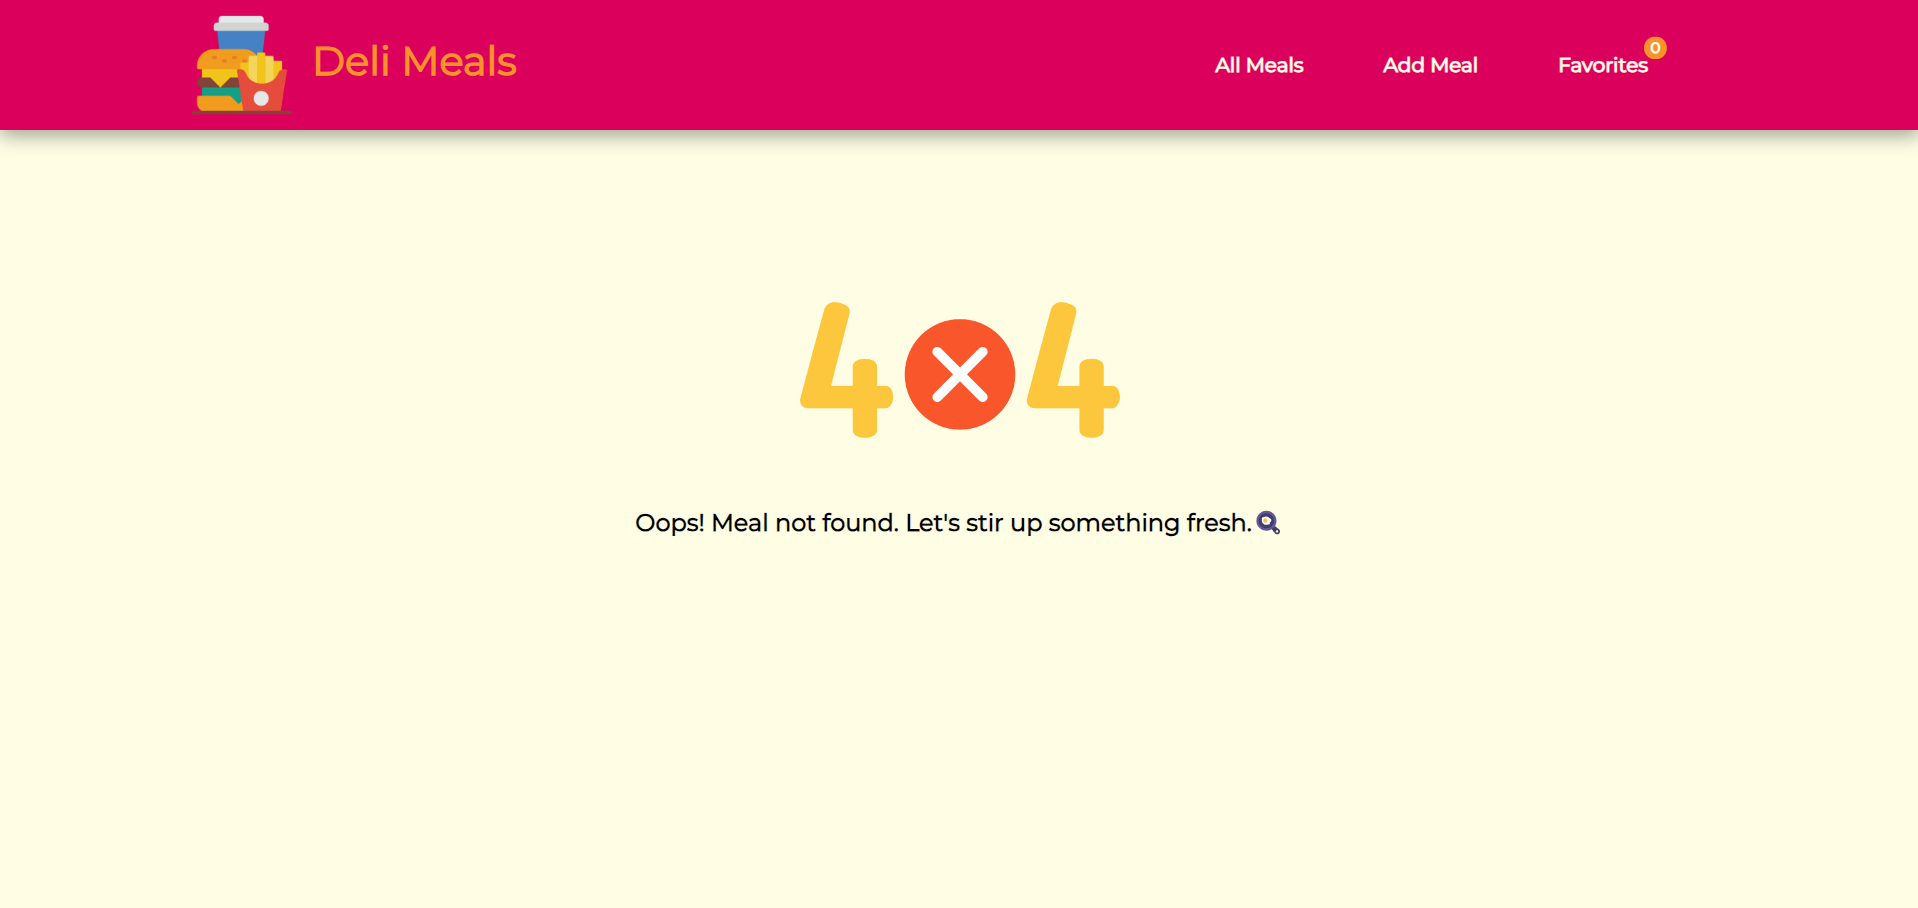 Deli Meals
All Meals
Add Meal
Favorites
0
4 4
Oops! Meal not found. Let's stir up something fresh.